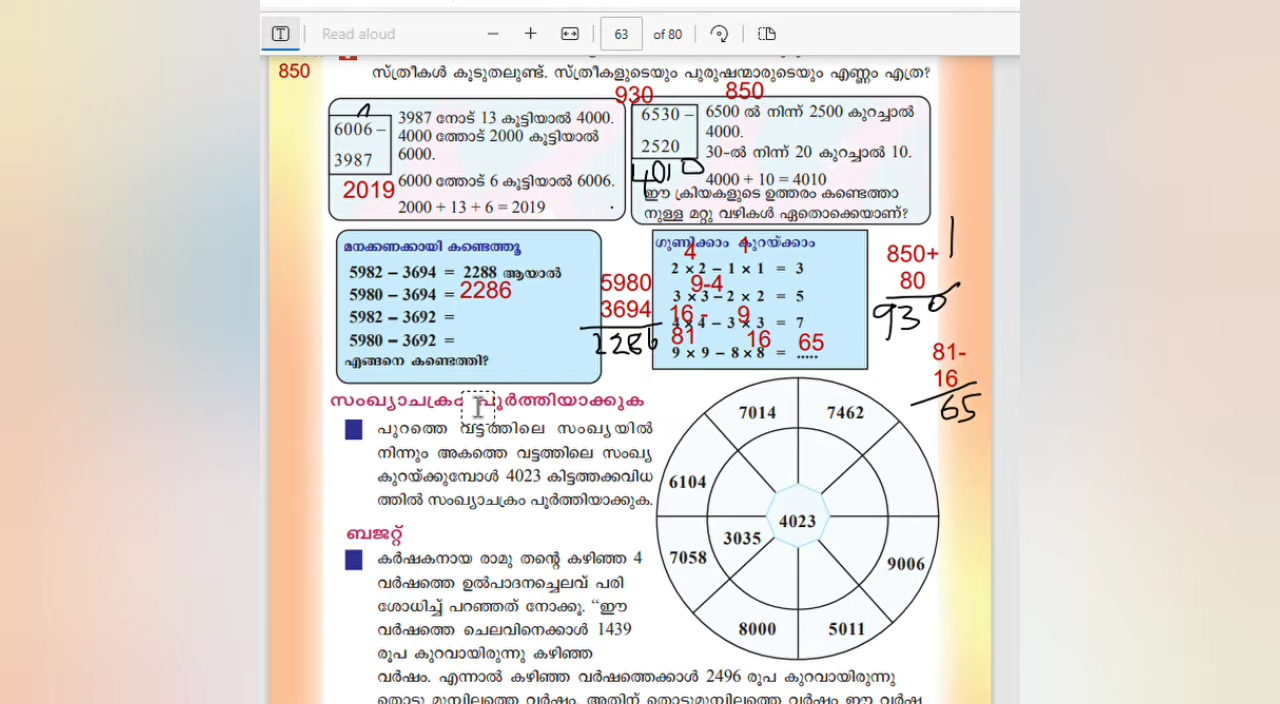 Read aloud
63 of 80
850
സ്ത്രീകൾ കൂടുതലുണ്ട്. സ്ത്രീകളുടെയും പുരുഷന്മാരുടെയും എണ്ണം എത്ര?
930 850
6006 –
3987
2019
3987 നോട് 13 കൂട്ടിയാൽ 4000.
4000 ത്തോട് 2000 കൂട്ടിയാൽ
6000.
6000 ത്തോട് 6 കൂട്ടിയാൽ 6006.
2000 + 13 + 6 = 2019
6530 –
2520
4010
6500 ൽ നിന്ന് 2500 കുറച്ചാൽ
4000.
30-ൽ നിന്ന് 20 കുറച്ചാൽ 10.
4000 + 10 = 4010
ഈ ക്രിയകളുടെ ഉത്തരം കണ്ടെത്താ
നുള്ള മറ്റു വഴികൾ ഏതൊക്കെയാണ്?
മനക്കണക്കായി കണ്ടെത്തൂ
5982 – 3694 = 2288 ആയാൽ
5980 – 3694 = 2286
5982 – 3692 =
5980 – 3692 =
എങ്ങനെ കണ്ടെത്തി?
5980
3694
2286
ഗുണിക്കാം കുറയ്ക്കാം
4 1
2 × 2 – 1 × 1 = 3
9-4
3 × 3 – 2 × 2 = 5
16 - 9
4 × 4 – 3 × 3 = 7
81 16 65
9 × 9 – 8 × 8 = .....
1
850+
80
930
81-
16
65
സംഖ്യാചക്രം പൂർത്തിയാക്കുക
പുറത്തെ വട്ടത്തിലെ സംഖ്യയിൽ
നിന്നും അകത്തെ വട്ടത്തിലെ സംഖ്യ
കുറയ്ക്കുമ്പോൾ 4023 കിട്ടത്തക്കവിധ
ത്തിൽ സംഖ്യാചക്രം പൂർത്തിയാക്കുക.
7014 7462
6104
4023
3035
7058 9006
8000 5011
ബജറ്റ്
കർഷകനായ രാമു തന്റെ കഴിഞ്ഞ 4
വർഷത്തെ ഉൽപാദനച്ചെലവ് പരി
ശോധിച്ച് പറഞ്ഞത് നോക്കൂ. “ഈ
വർഷത്തെ ചെലവിനെക്കാൾ 1439
രൂപ കുറവായിരുന്നു കഴിഞ്ഞ
വർഷം. എന്നാൽ കഴിഞ്ഞ വർഷത്തെക്കാൾ 2496 രൂപ കുറവായിരുന്നു
തൊട്ടു മുമ്പിലത്തെ വർഷം. അതിന് തൊട്ടുമുമ്പിലത്തെ വർഷം ഈ വർഷ